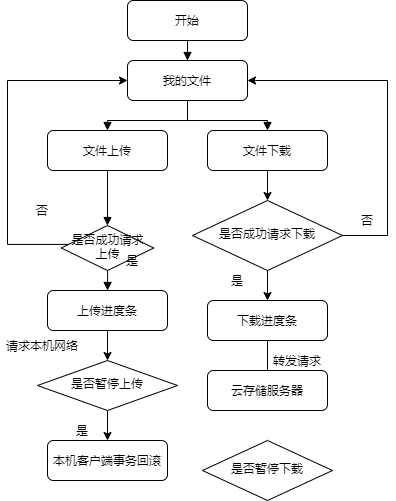 开始
我的文件
文件上传
文件下载
否
是否成功请求
上传
是
是否成功请求下载
否
是
上传进度条
下载进度条
请求本机网络
转发请求
是否暂停上传
云存储服务器
是
本机客户端事务回滚
是否暂停下载